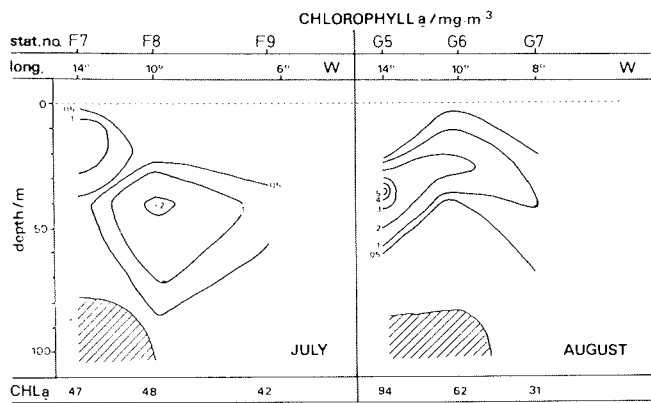 CHLOROPHYLL a / mg m⁻³
stat.no. F7 F8 F9 G5 G6 G7
long. 14° 10° 6° W 14° 10° 8° W
0
50
100
depth/m
0.5
1
>2
1
0.5
5
4
3
2
1
0.5
JULY
AUGUST
CHLa 47 48 42 94 62 31